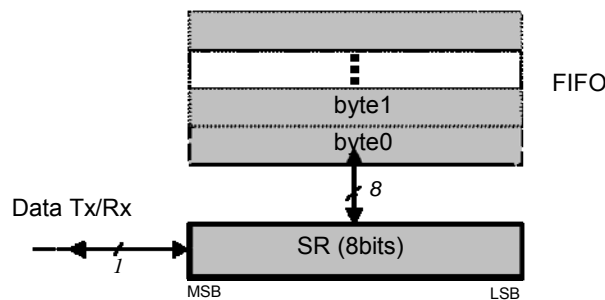 FIFO
byte1
byte0
8
Data Tx/Rx
1
SR (8bits)
MSB
LSB